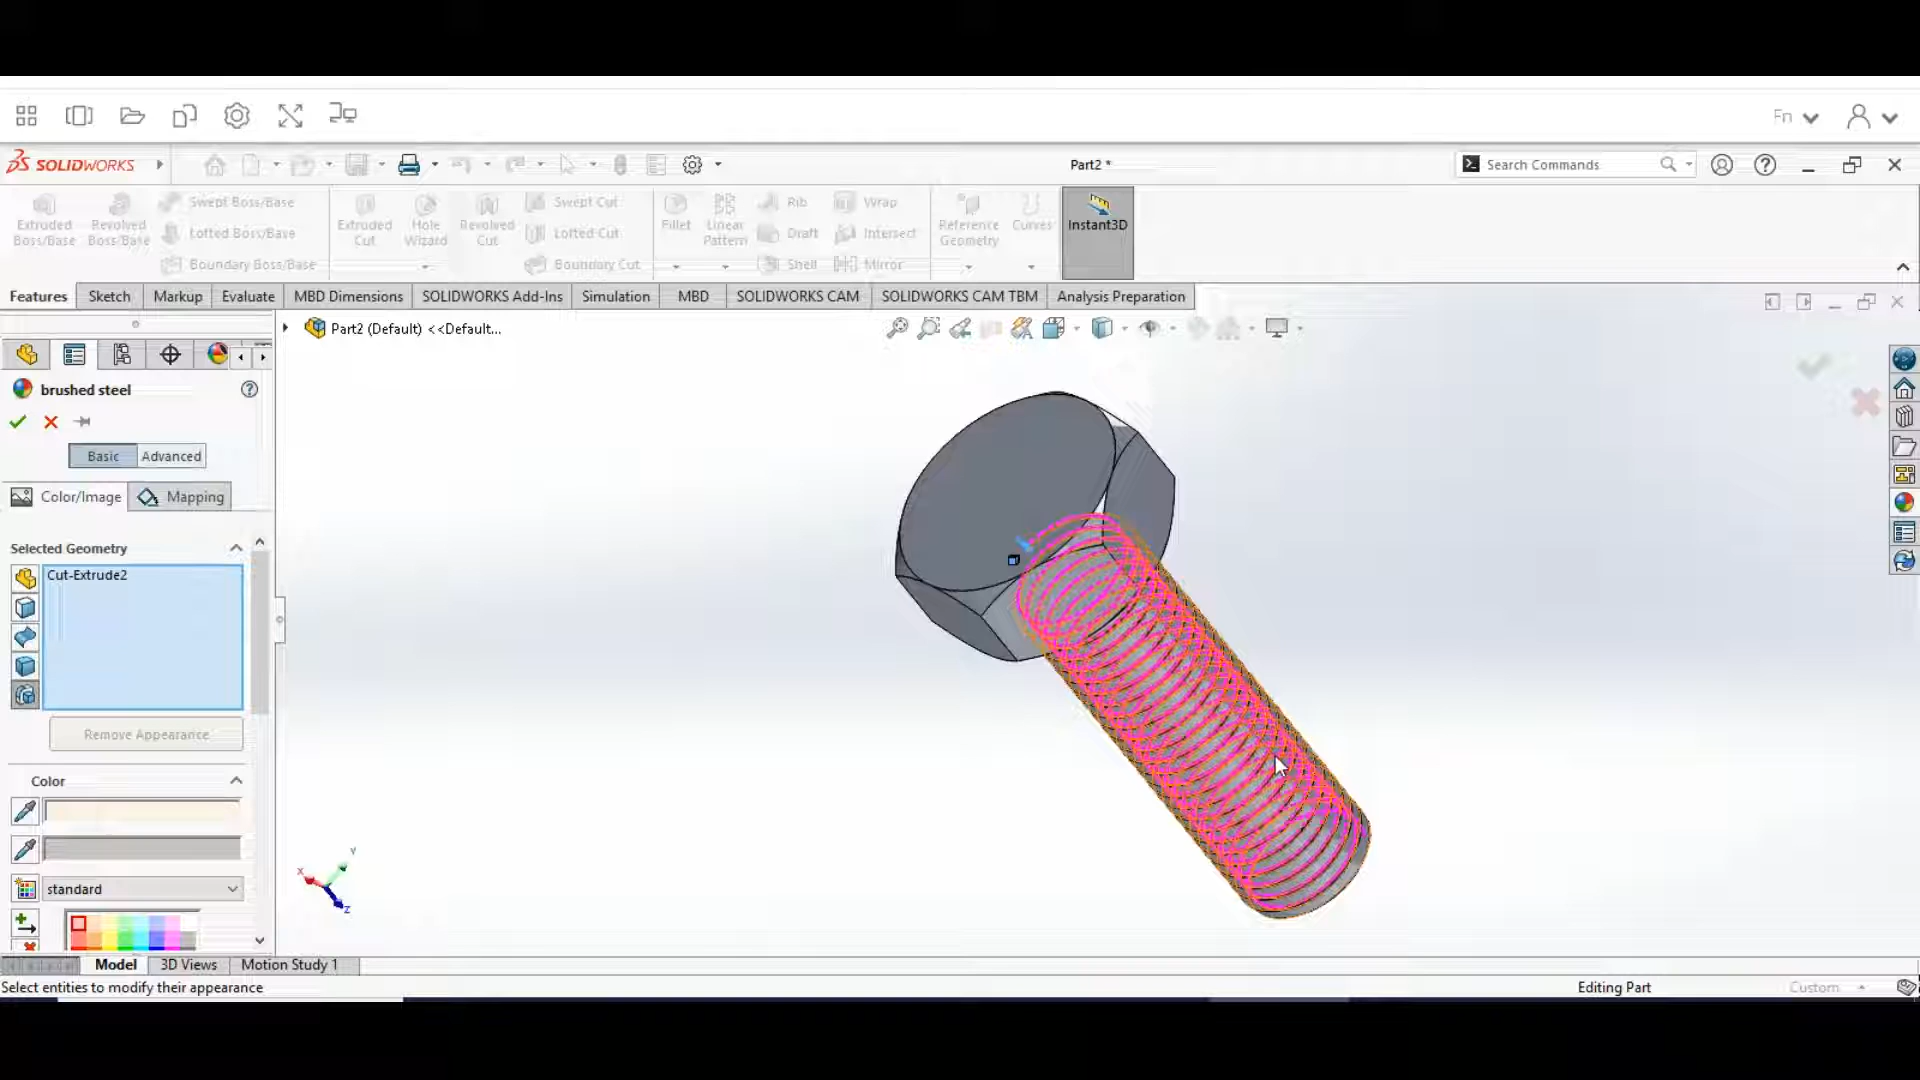 Fn
SOLIDWORKS
Part2 *
Search Commands
Extruded Boss/Base
Revolved Boss/Base
Swept Boss/Base
Lofted Boss/Base
Boundary Boss/Base
Extruded Cut
Hole Wizard
Revolved Cut
Swept Cut
Lofted Cut
Boundary Cut
Fillet
Linear Pattern
Rib
Draft
Shell
Wrap
Intersect
Mirror
Reference Geometry
Curves
Instant3D
Features
Sketch
Markup
Evaluate
MBD Dimensions
SOLIDWORKS Add-Ins
Simulation
MBD
SOLIDWORKS CAM
SOLIDWORKS CAM TBM
Analysis Preparation
Part2 (Default) <<Default...
brushed steel
Basic
Advanced
Color/Image
Mapping
Selected Geometry
Cut-Extrude2
Remove Appearance
Color
standard
X
Y
Z
Model
3D Views
Motion Study 1
Select entities to modify their appearance
Editing Part
Custom